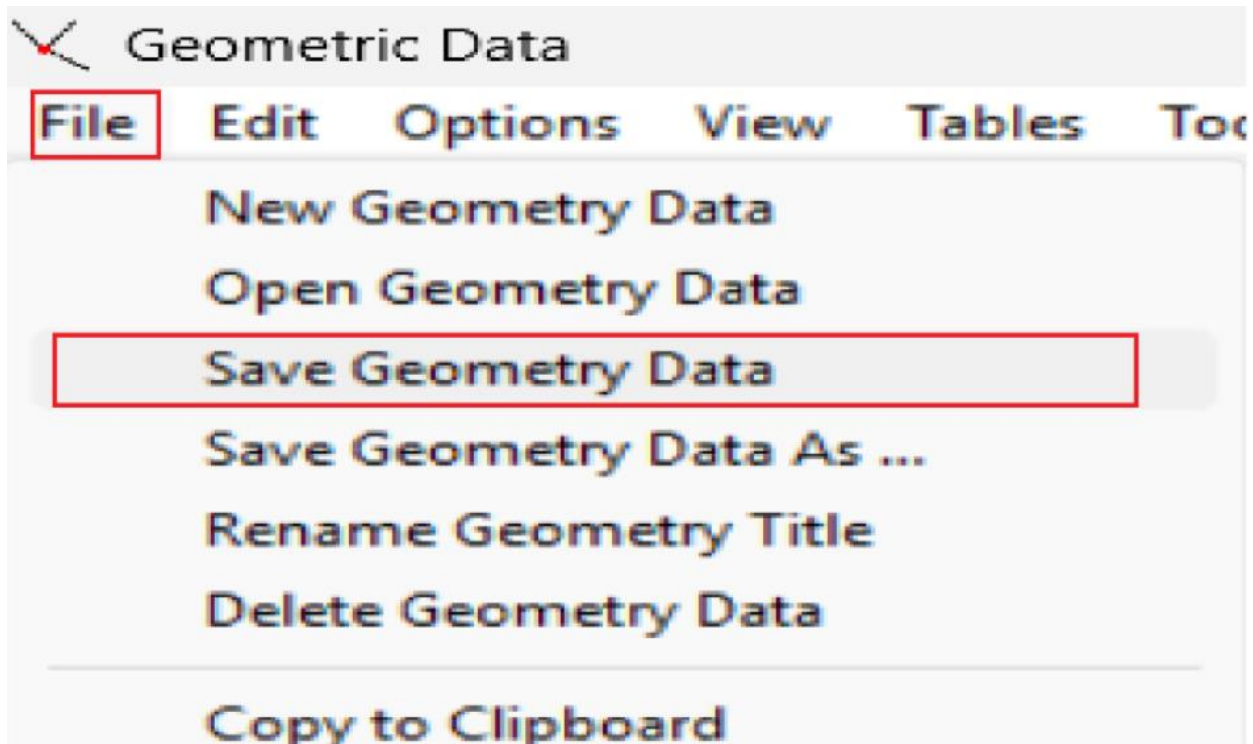 Geometric Data
File Edit Options View Tables
New Geometry Data
Open Geometry Data
Save Geometry Data
Save Geometry Data As ...
Rename Geometry Title
Delete Geometry Data
Copy to Clipboard